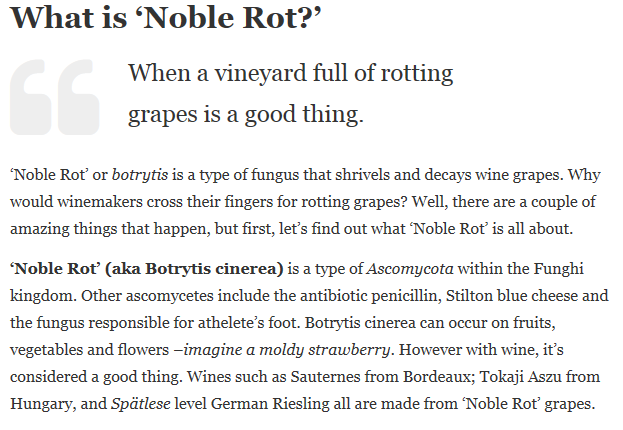 What is ‘Noble Rot?’
When a vineyard full of rotting
grapes is a good thing.
‘Noble Rot’ or botrytis is a type of fungus that shrivels and decays wine grapes. Why
would winemakers cross their fingers for rotting grapes? Well, there are a couple of
amazing things that happen, but first, let’s find out what ‘Noble Rot’ is all about.
‘Noble Rot’ (aka Botrytis cinerea) is a type of Ascomycota within the Funghi
kingdom. Other ascomycetes include the antibiotic penicillin, Stilton blue cheese and
the fungus responsible for athelete’s foot. Botrytis cinerea can occur on fruits,
vegetables and flowers –imagine a moldy strawberry. However with wine, it’s
considered a good thing. Wines such as Sauternes from Bordeaux; Tokaji Aszu from
Hungary, and Spätlese level German Riesling all are made from ‘Noble Rot’ grapes.